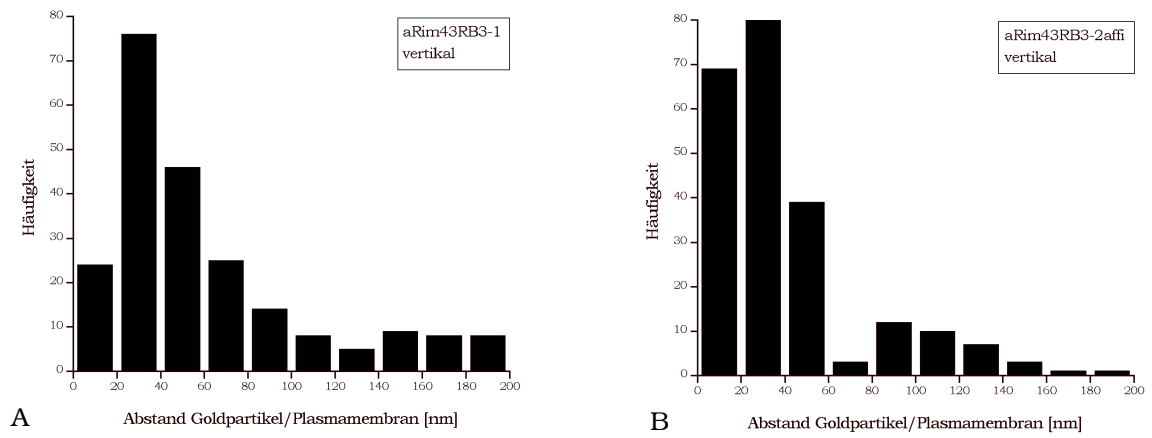 80
70
60
50
40
30
20
10
0
Häufigkeit
aRim43RB3-1
vertikal
0 20 40 60 80 100 120 140 160 180 200
A
Abstand Goldpartikel/Plasmamembran [nm]
80
70
60
50
40
30
20
10
0
Häufigkeit
aRim43RB3-2affi
vertikal
0 20 40 60 80 100 120 140 160 180 200
B
Abstand Goldpartikel/Plasmamembran [nm]